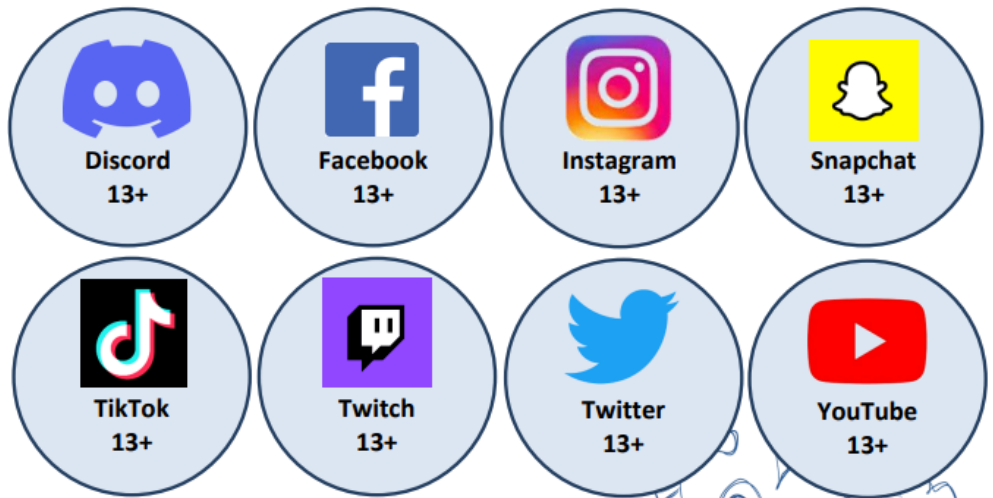 Discord
13+
Facebook
13+
Instagram
13+
Snapchat
13+
TikTok
13+
Twitch
13+
Twitter
13+
YouTube
13+